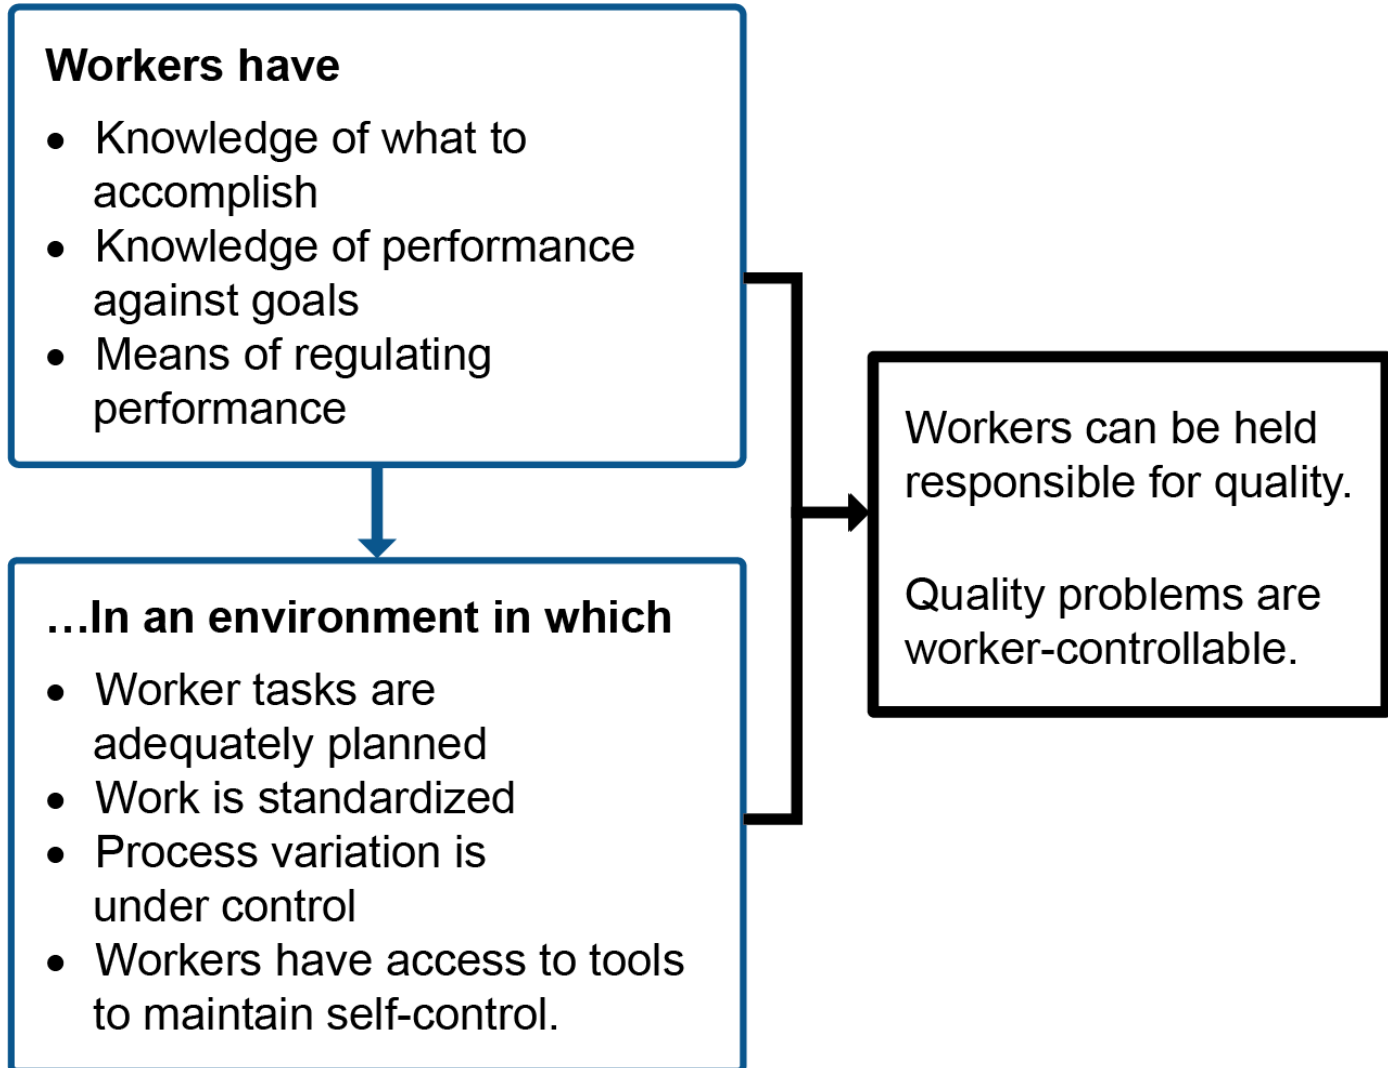 Workers have
• Knowledge of what to
accomplish
• Knowledge of performance
against goals
• Means of regulating
performance
…In an environment in which
• Worker tasks are
adequately planned
• Work is standardized
• Process variation is
under control
• Workers have access to tools
to maintain self-control.
Workers can be held
responsible for quality.
Quality problems are
worker-controllable.